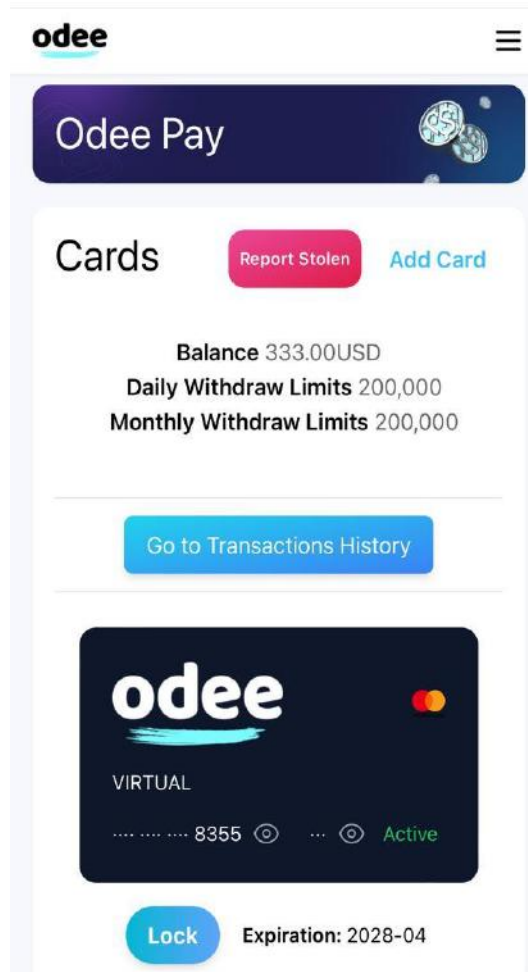 odee
Odee Pay
Cards
Report Stolen
Add Card
Balance 333.00USD
Daily Withdraw Limits 200,000
Monthly Withdraw Limits 200,000
Go to Transactions History
odee
VIRTUAL
.... .... .... 8355 ... Active
Lock
Expiration: 2028-04